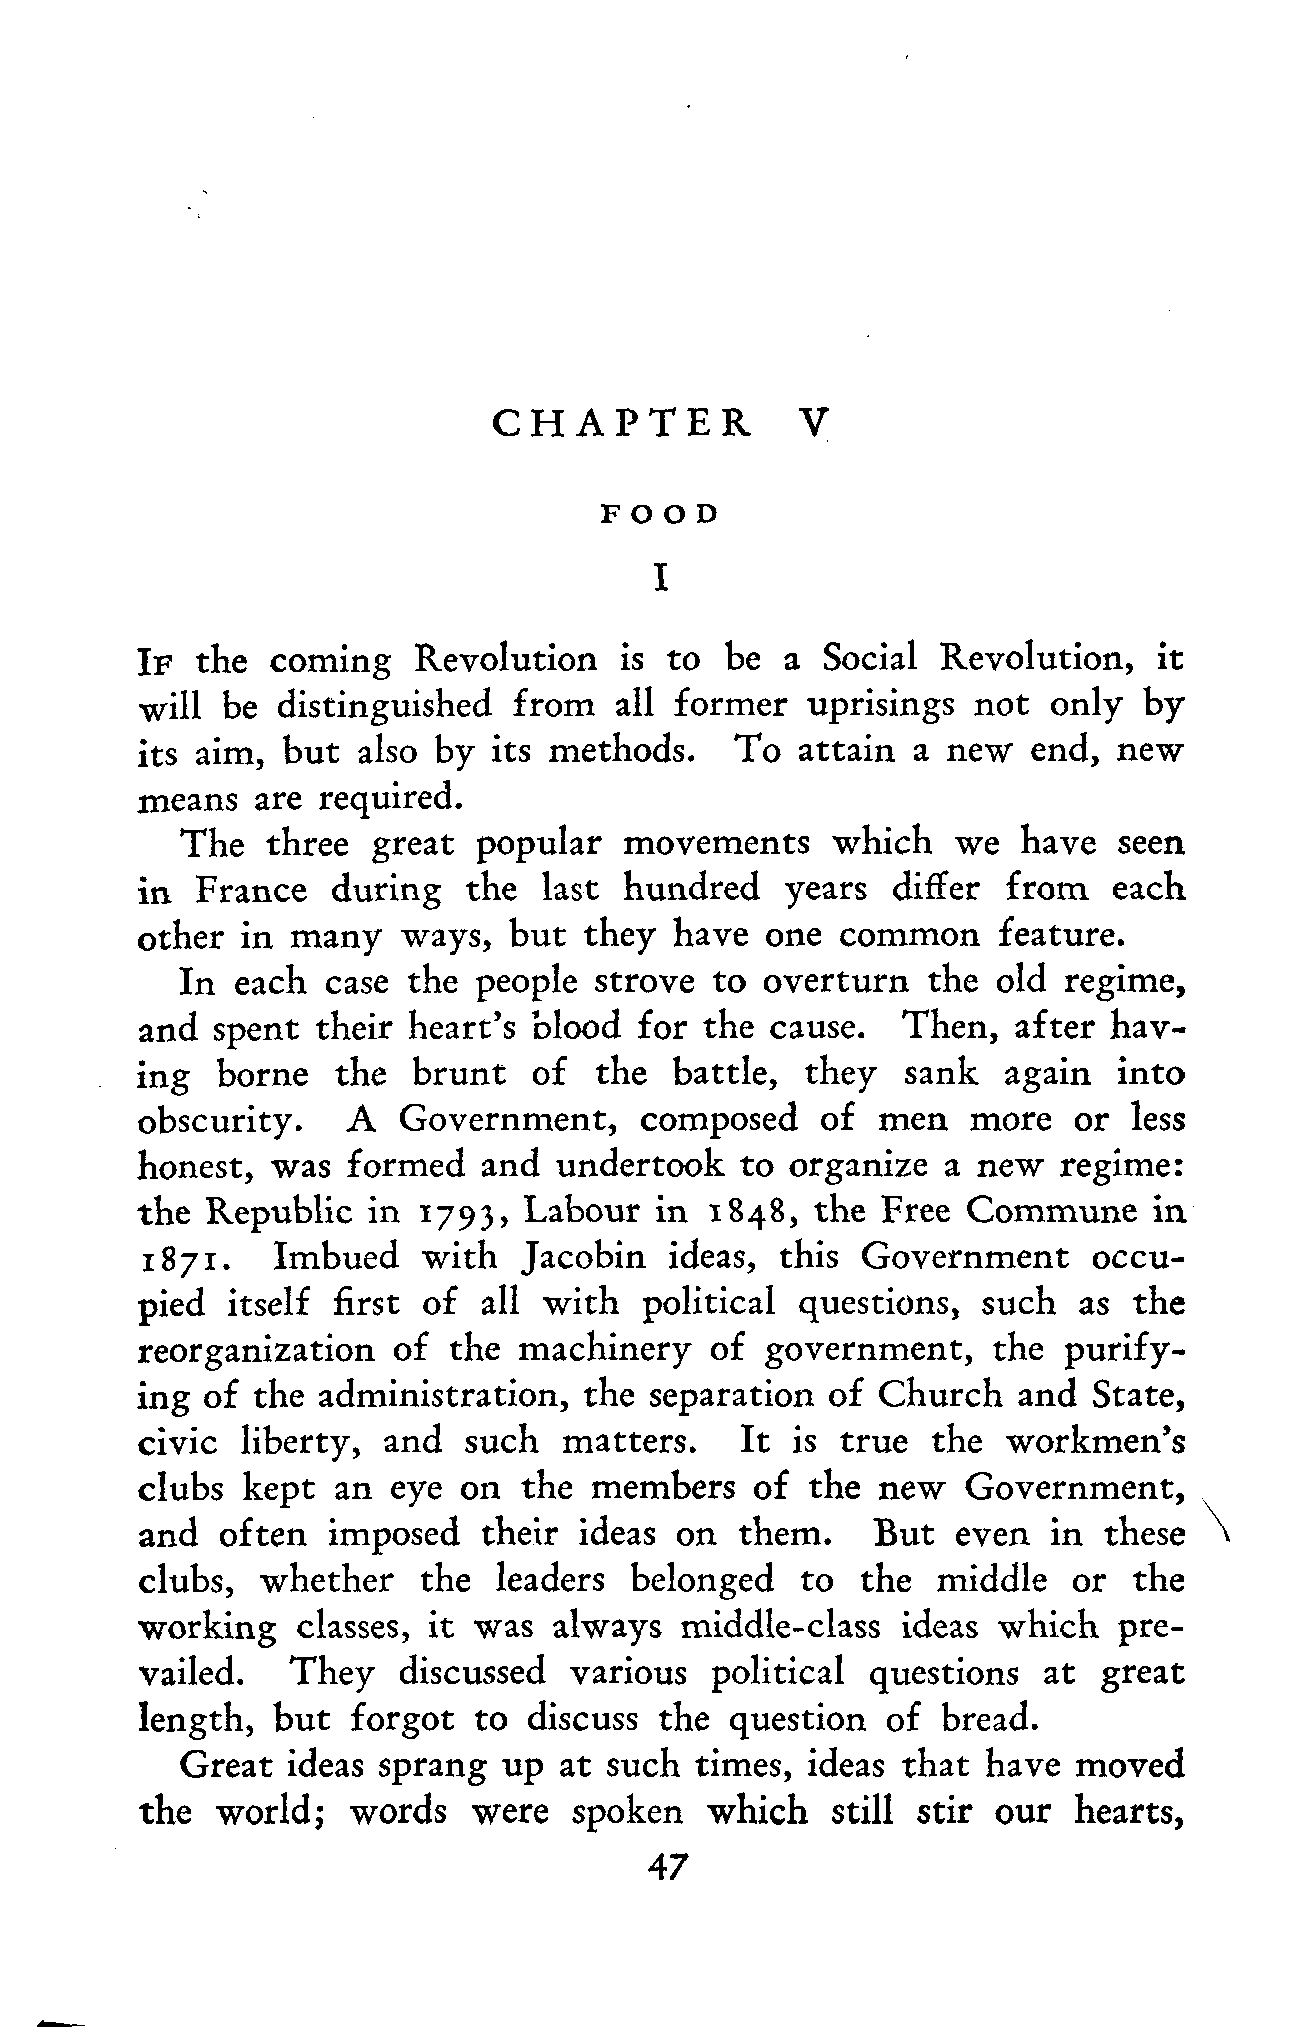 CHAPTER V
FOOD
I
IF the coming Revolution is to be a Social Revolution, it
will be distinguished from all former uprisings not only by
its aim, but also by its methods. To attain a new end, new
means are required.
The three great popular movements which we have seen
in France during the last hundred years differ from each
other in many ways, but they have one common feature.
In each case the people strove to overturn the old regime,
and spent their heart's blood for the cause. Then, after hav-
ing borne the brunt of the battle, they sank again into
obscurity. A Government, composed of men more or less
honest, was formed and undertook to organize a new regime:
the Republic in 1793, Labour in 1848, the Free Commune in
1871. Imbued with Jacobin ideas, this Government occu-
pied itself first of all with political questions, such as the
reorganization of the machinery of government, the purify-
ing of the administration, the separation of Church and State,
civic liberty, and such matters. It is true the workmen's
clubs kept an eye on the members of the new Government,
and often imposed their ideas on them. But even in these
clubs, whether the leaders belonged to the middle or the
working classes, it was always middle-class ideas which pre-
vailed. They discussed various political questions at great
length, but forgot to discuss the question of bread.
Great ideas sprang up at such times, ideas that have moved
the world; words were spoken which still stir our hearts,
47